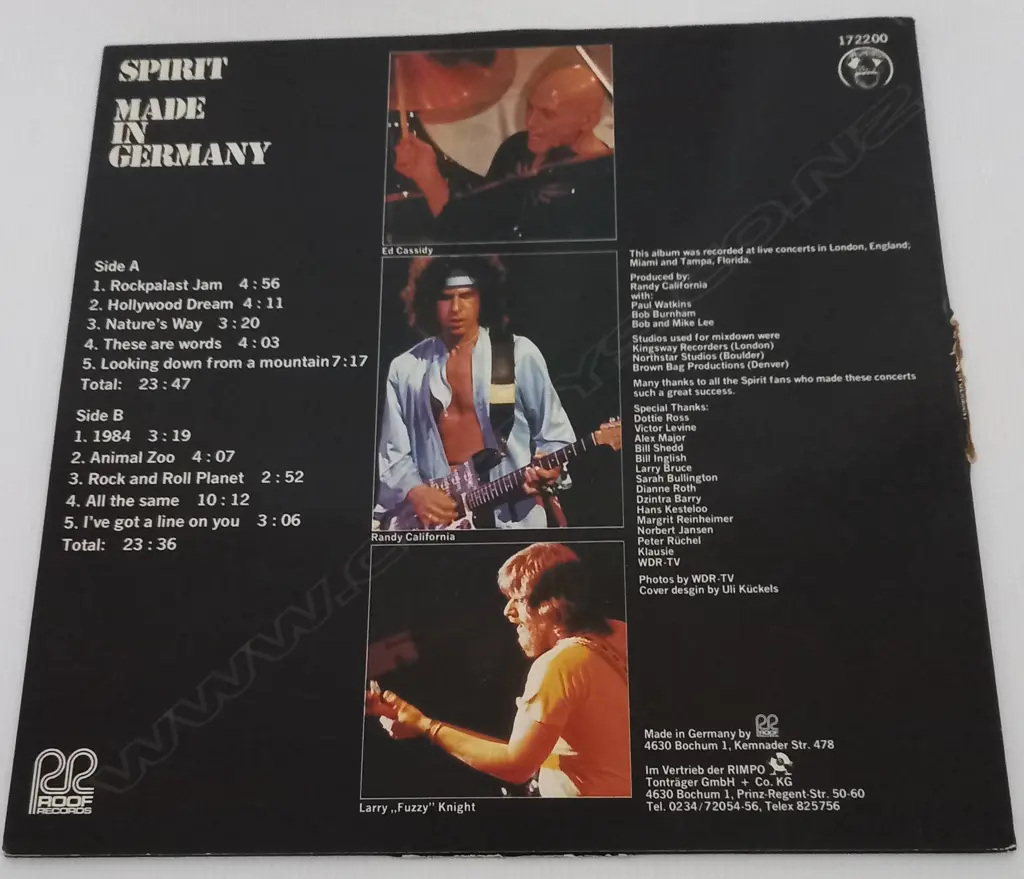 SPIRIT
MADE
IN
GERMANY
Side A
1. Rockpalast Jam 4 : 56
2. Hollywood Dream 4 : 11
3. Nature's Way 3 : 20
4. These are words 4 : 03
5. Looking down from a mountain 7 : 17
Total: 23 : 47
Side B
1. 1984 3 : 19
2. Animal Zoo 4 : 07
3. Rock and Roll Planet 2 : 52
4. All the same 10 : 12
5. I've got a line on you 3 : 06
Total: 23 : 36
ROOF
RECORDS
Ed Cassidy
Randy California
Larry „Fuzzy" Knight
172200
This album was recorded at live concerts in London, England;
Miami and Tampa, Florida.
Produced by:
Randy California
with:
Paul Watkins
Bob Burnham
Bob and Mike Lee
Studios used for mixdown were
Kingsway Recorders (London)
Northstar Studios (Boulder)
Brown Bag Productions (Denver)
Many thanks to all the Spirit fans who made these concerts
such a great success.
Special Thanks:
Dottie Ross
Victor Levine
Alex Major
Bill Shedd
Bill Inglish
Larry Bruce
Sarah Bullington
Dianne Roth
Dzintra Barry
Hans Kesteloo
Margrit Reinheimer
Norbert Jansen
Peter Rüchel
Klausie
WDR-TV
Photos by WDR-TV
Cover desgin by Uli Kückels
Made in Germany by ROOF
4630 Bochum 1, Kemnader Str. 478
Im Vertrieb der RIMPO
Tonträger GmbH + Co. KG
4630 Bochum 1, Prinz-Regent-Str. 50-60
Tel. 0234/72054-56, Telex 825756